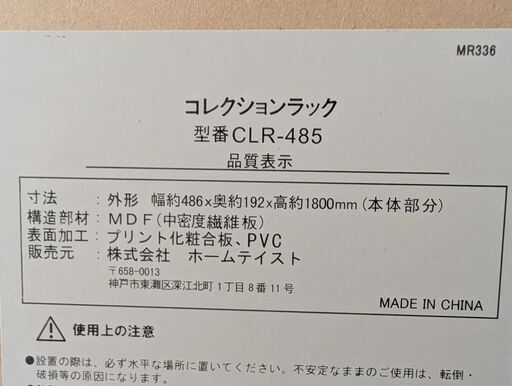 MR336
コレクションラック
型番CLR-485
品質表示
寸法 : 外形 幅約486x奥約192x高約1800mm (本体部分)
構造部材 : MDF(中密度繊維板)
表面加工 : プリント化粧合板、PVC
販売元 : 株式会社 ホームテイスト
〒658-0013
神戸市東灘区深江北町1丁目8番11号
MADE IN CHINA
使用上の注意
●設置の際は、必ず水平な場所に置いてください。不安定なままのご使用は、転倒・
破損等の原因になります。